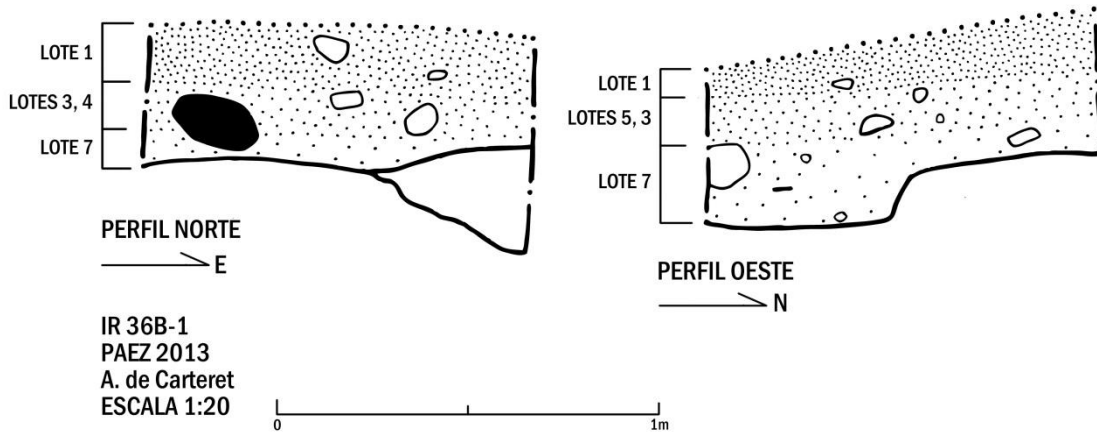 LOTE 1
LOTES 3, 4
LOTE 7
PERFIL NORTE
E
LOTE 1
LOTES 5, 3
LOTE 7
PERFIL OESTE
N
IR 36B-1
PAEZ 2013
A. de Carteret
ESCALA 1:20
0
1m